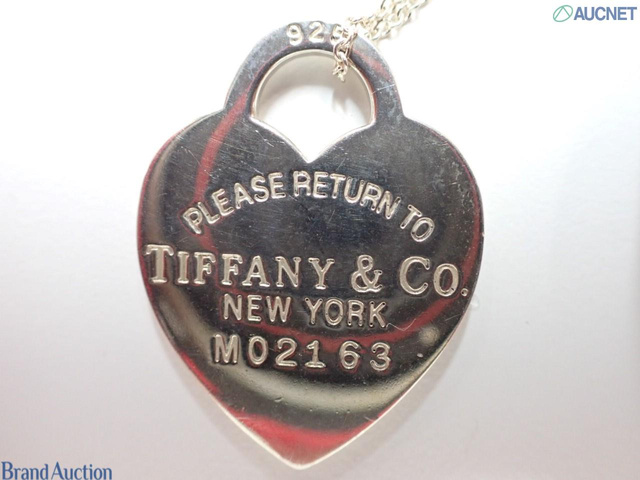 AUCNET
925
PLEASE RETURN TO
TIFFANY & CO.
NEW YORK
M02163
Brand Auction